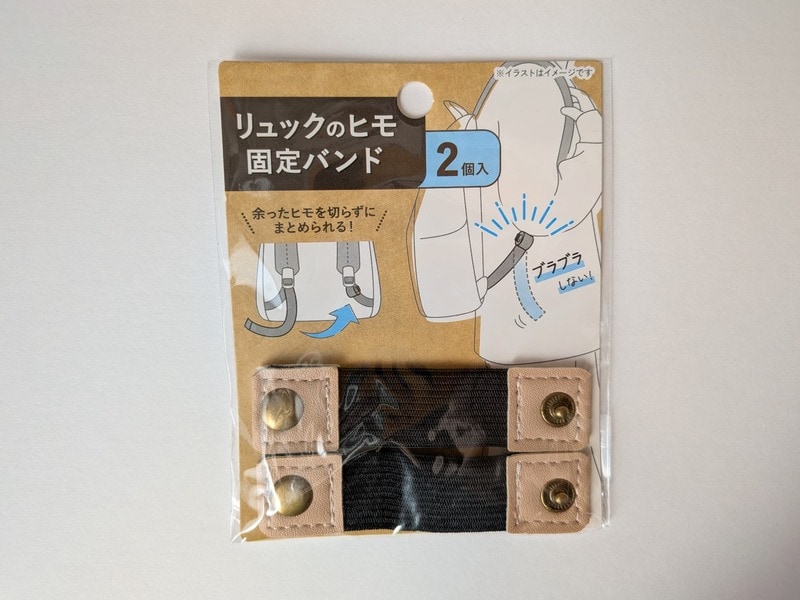 ※イラストはイメージです
リュックのヒモ
固定バンド
2個入
余ったヒモを切らずに
まとめられる!
ブラブラ
しない!